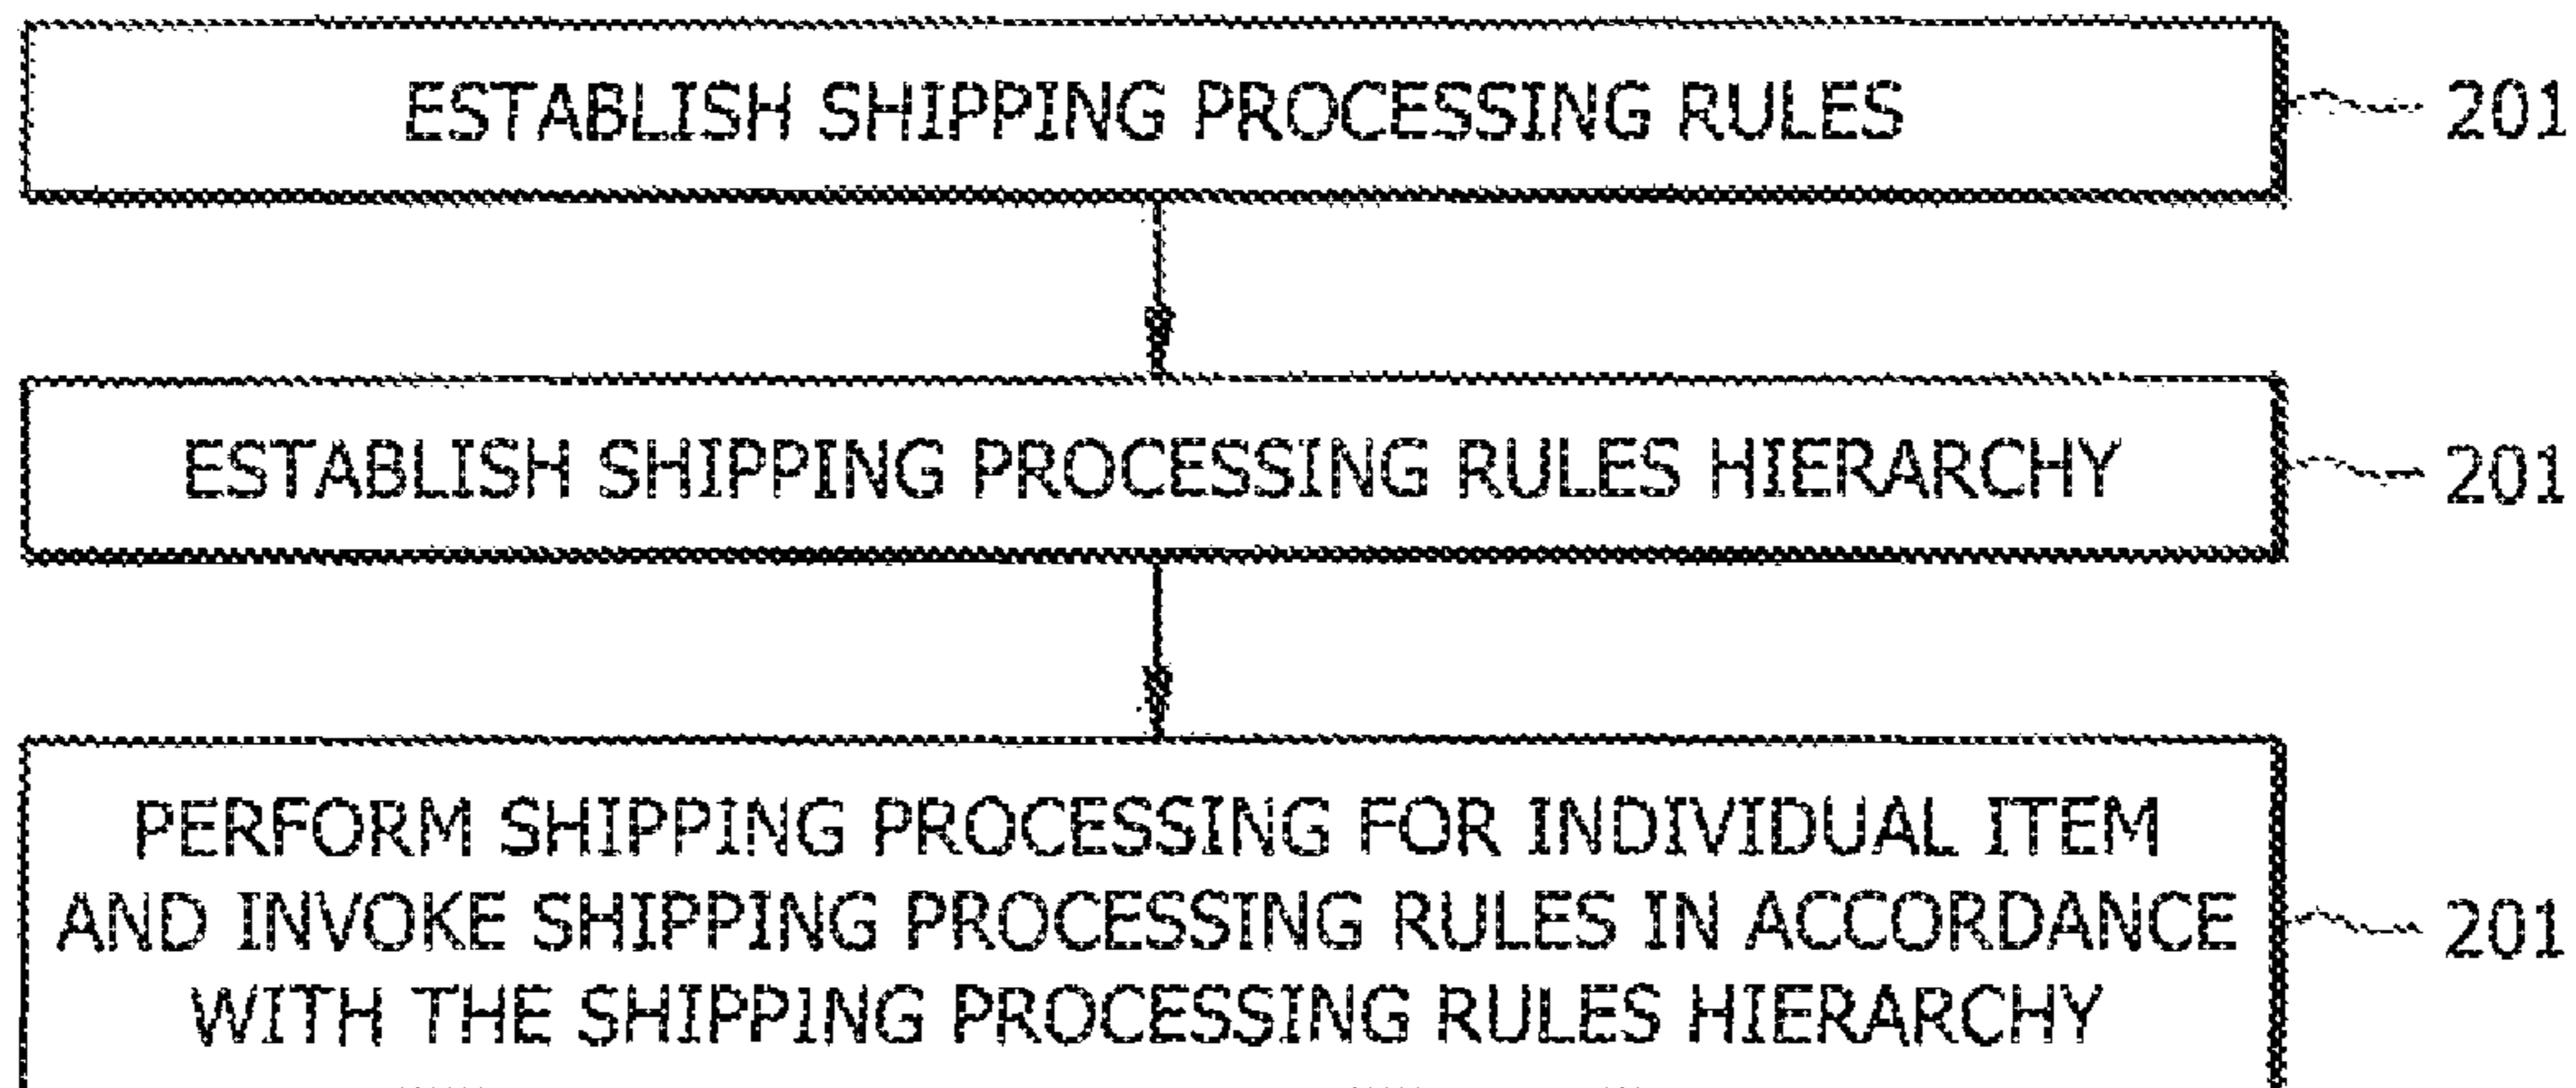 ESTABLISH SHIPPING PROCESSING RULES
201
ESTABLISH SHIPPING PROCESSING RULES HIERARCHY
201
PERFORM SHIPPING PROCESSING FOR INDIVIDUAL ITEM
AND INVOKE SHIPPING PROCESSING RULES IN ACCORDANCE
201
WITH THE SHIPPING PROCESSING RULES HIERARCHY